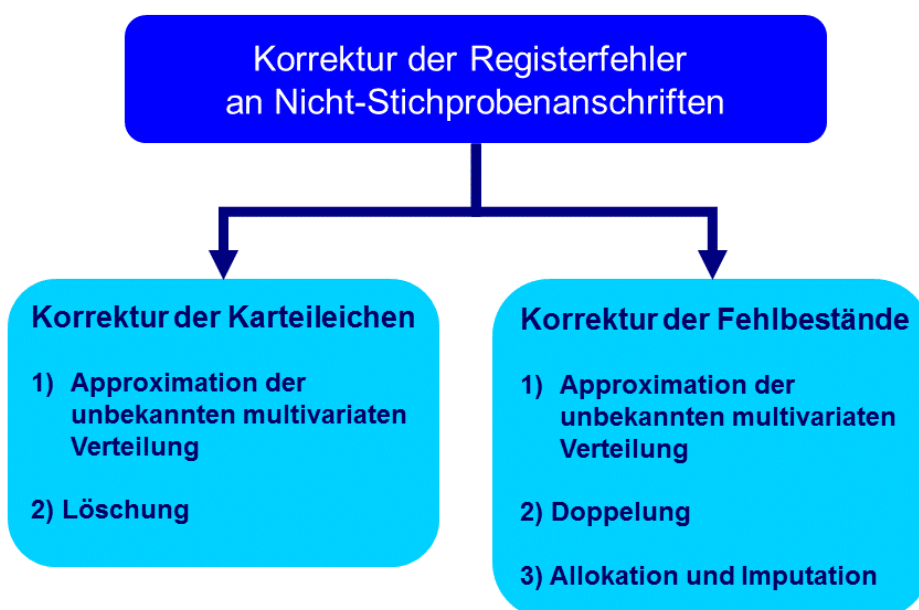 Korrektur der Registerfehler
an Nicht-Stichprobenanschriften
Korrektur der Karteileichen
1) Approximation der
unbekannten multivariaten
Verteilung
2) Löschung
Korrektur der Fehlbestände
1) Approximation der
unbekannten multivariaten
Verteilung
2) Doppelung
3) Allokation und Imputation